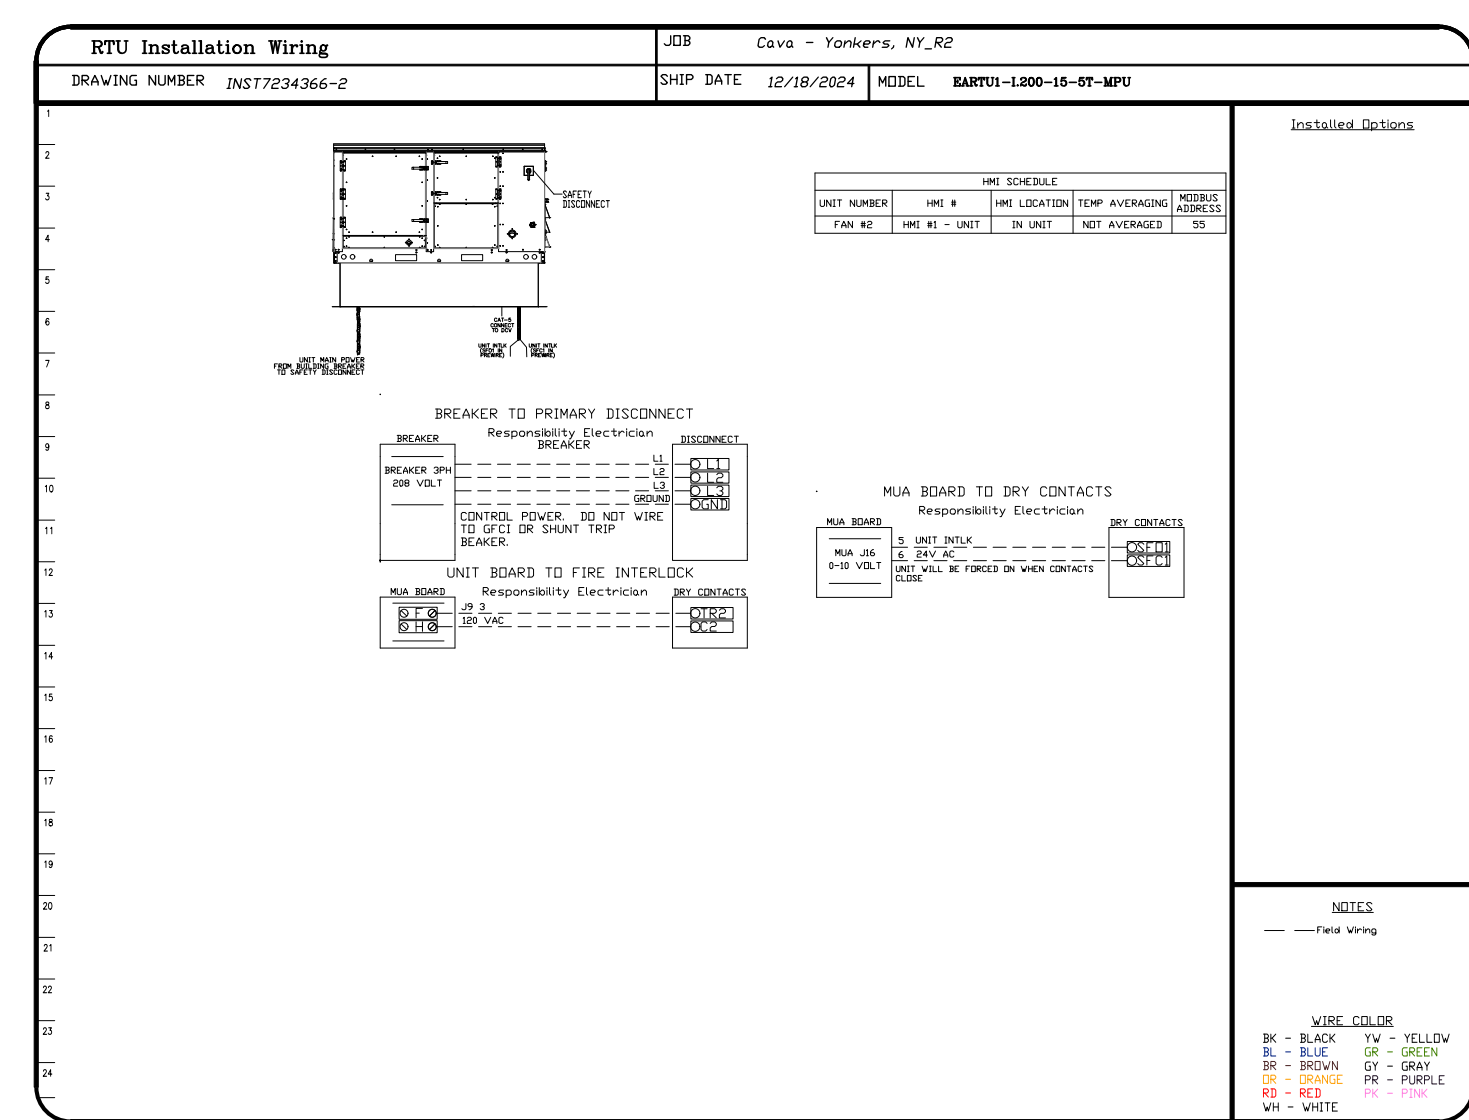 RTU Installation Wiring
JOB Cava - Yonkers, NY_R2
DRAWING NUMBER INST7234366-2
SHIP DATE 12/18/2024
MODEL EARTU1-I.200-15-5T-MPU
1
2
3
4
5
6
7
8
9
10
11
12
13
14
15
16
17
18
19
20
21
22
23
24
SAFETY
DISCONNECT
CAT-5
CONNECT
TO DCV
UNIT INTLK
(SFO1 IN
PREWIRE)
UNIT INTLK
(SFC1 IN
PREWIRE)
UNIT MAIN POWER
FROM BUILDING BREAKER
TO SAFETY DISCONNECT
HMI SCHEDULE
UNIT NUMBER HMI # HMI LOCATION TEMP AVERAGING MODBUS ADDRESS
FAN #2 HMI #1 - UNIT IN UNIT NOT AVERAGED 55
BREAKER TO PRIMARY DISCONNECT
Responsibility Electrician
BREAKER
BREAKER
DISCONNECT
BREAKER 3PH
208 VOLT
L1 L1
L2 L2
L3 L3
GROUND GND
CONTROL POWER. DO NOT WIRE
TO GFCI OR SHUNT TRIP
BEAKER.
UNIT BOARD TO FIRE INTERLOCK
Responsibility Electrician
MUA BOARD
DRY CONTACTS
F J9 3 TR2
H 120 VAC C2
MUA BOARD TO DRY CONTACTS
Responsibility Electrician
MUA BOARD
DRY CONTACTS
MUA J16
0-10 VOLT
5 UNIT INTLK SFO1
6 24V AC SFC1
UNIT WILL BE FORCED ON WHEN CONTACTS
CLOSE
Installed Options
NOTES
Field Wiring
WIRE COLOR
BK - BLACK YW - YELLOW
BL - BLUE GR - GREEN
BR - BROWN GY - GRAY
OR - ORANGE PR - PURPLE
RD - RED PK - PINK
WH - WHITE